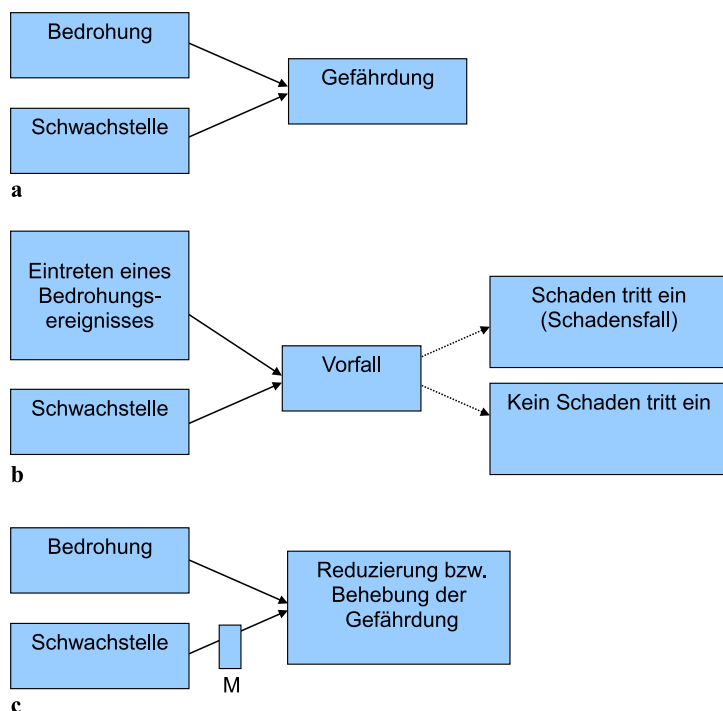 Bedrohung
Gefährdung
Schwachstelle
a
Eintreten eines
Bedrohungs-
ereignisses
Schaden tritt ein
(Schadensfall)
Vorfall
Schwachstelle
Kein Schaden tritt ein
b
Bedrohung
Reduzierung bzw.
Behebung der
Gefährdung
Schwachstelle
M
c